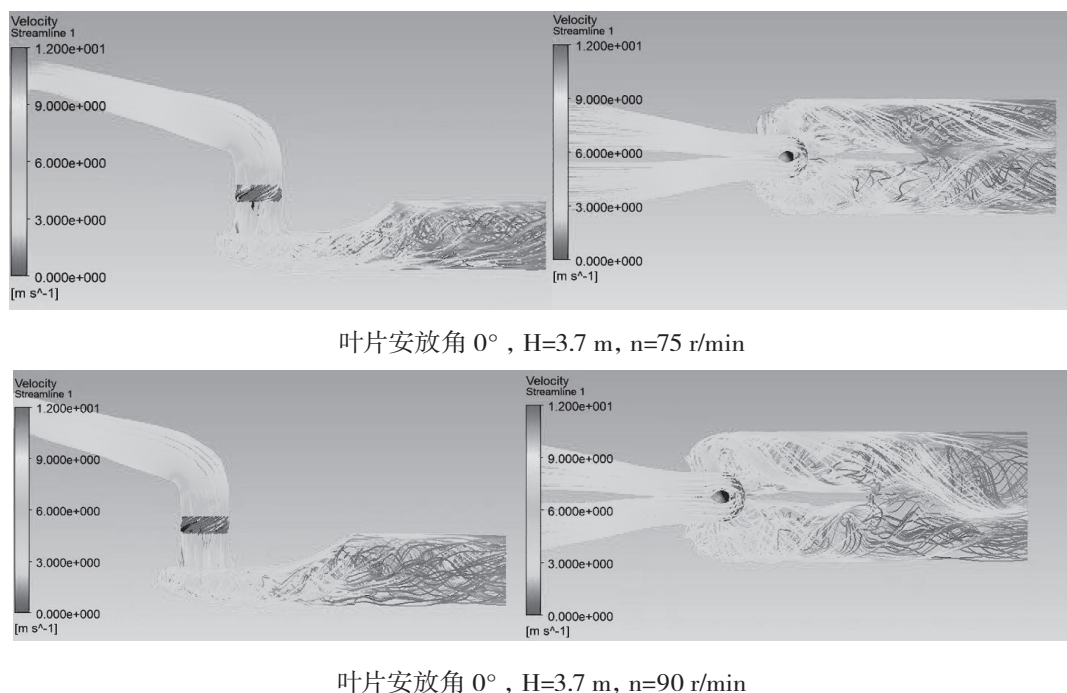 Velocity
Streamline 1
1.200e+001
9.000e+000
6.000e+000
3.000e+000
0.000e+000
[m s^-1]
Velocity
Streamline 1
1.200e+001
9.000e+000
6.000e+000
3.000e+000
0.000e+000
[m s^-1]
叶片安放角 0° , H=3.7 m, n=75 r/min
Velocity
Streamline 1
1.200e+001
9.000e+000
6.000e+000
3.000e+000
0.000e+000
[m s^-1]
Velocity
Streamline 1
1.200e+001
9.000e+000
6.000e+000
3.000e+000
0.000e+000
[m s^-1]
叶片安放角 0° , H=3.7 m, n=90 r/min